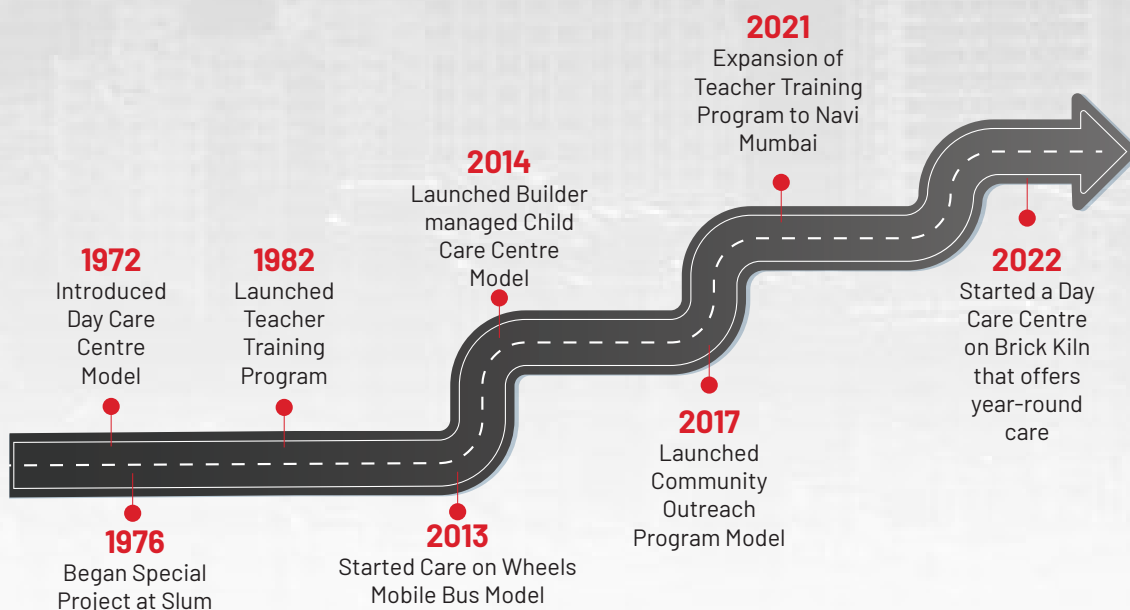 1972
Introduced
Day Care
Centre
Model
1976
Began Special
Project at Slum
1982
Launched
Teacher
Training
Program
2013
Started Care on Wheels
Mobile Bus Model
2014
Launched Builder
managed Child
Care Centre
Model
2017
Launched
Community
Outreach
Program Model
2021
Expansion of
Teacher Training
Program to Navi
Mumbai
2022
Started a Day
Care Centre
on Brick Kiln
that offers
year-round
care